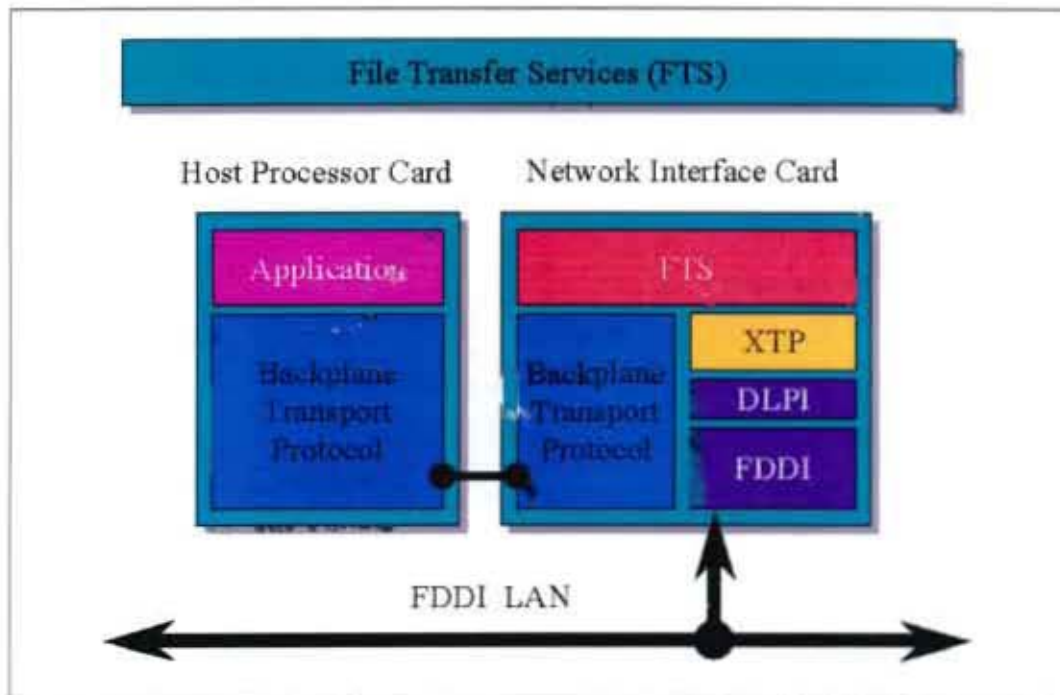 File Transfer Services (FTS)
Host Processor Card
Network Interface Card
Application
Backplane
Transport
Protocol
FTS
Backplane
Transport
Protocol
XTP
DLPI
FDDI
FDDI LAN